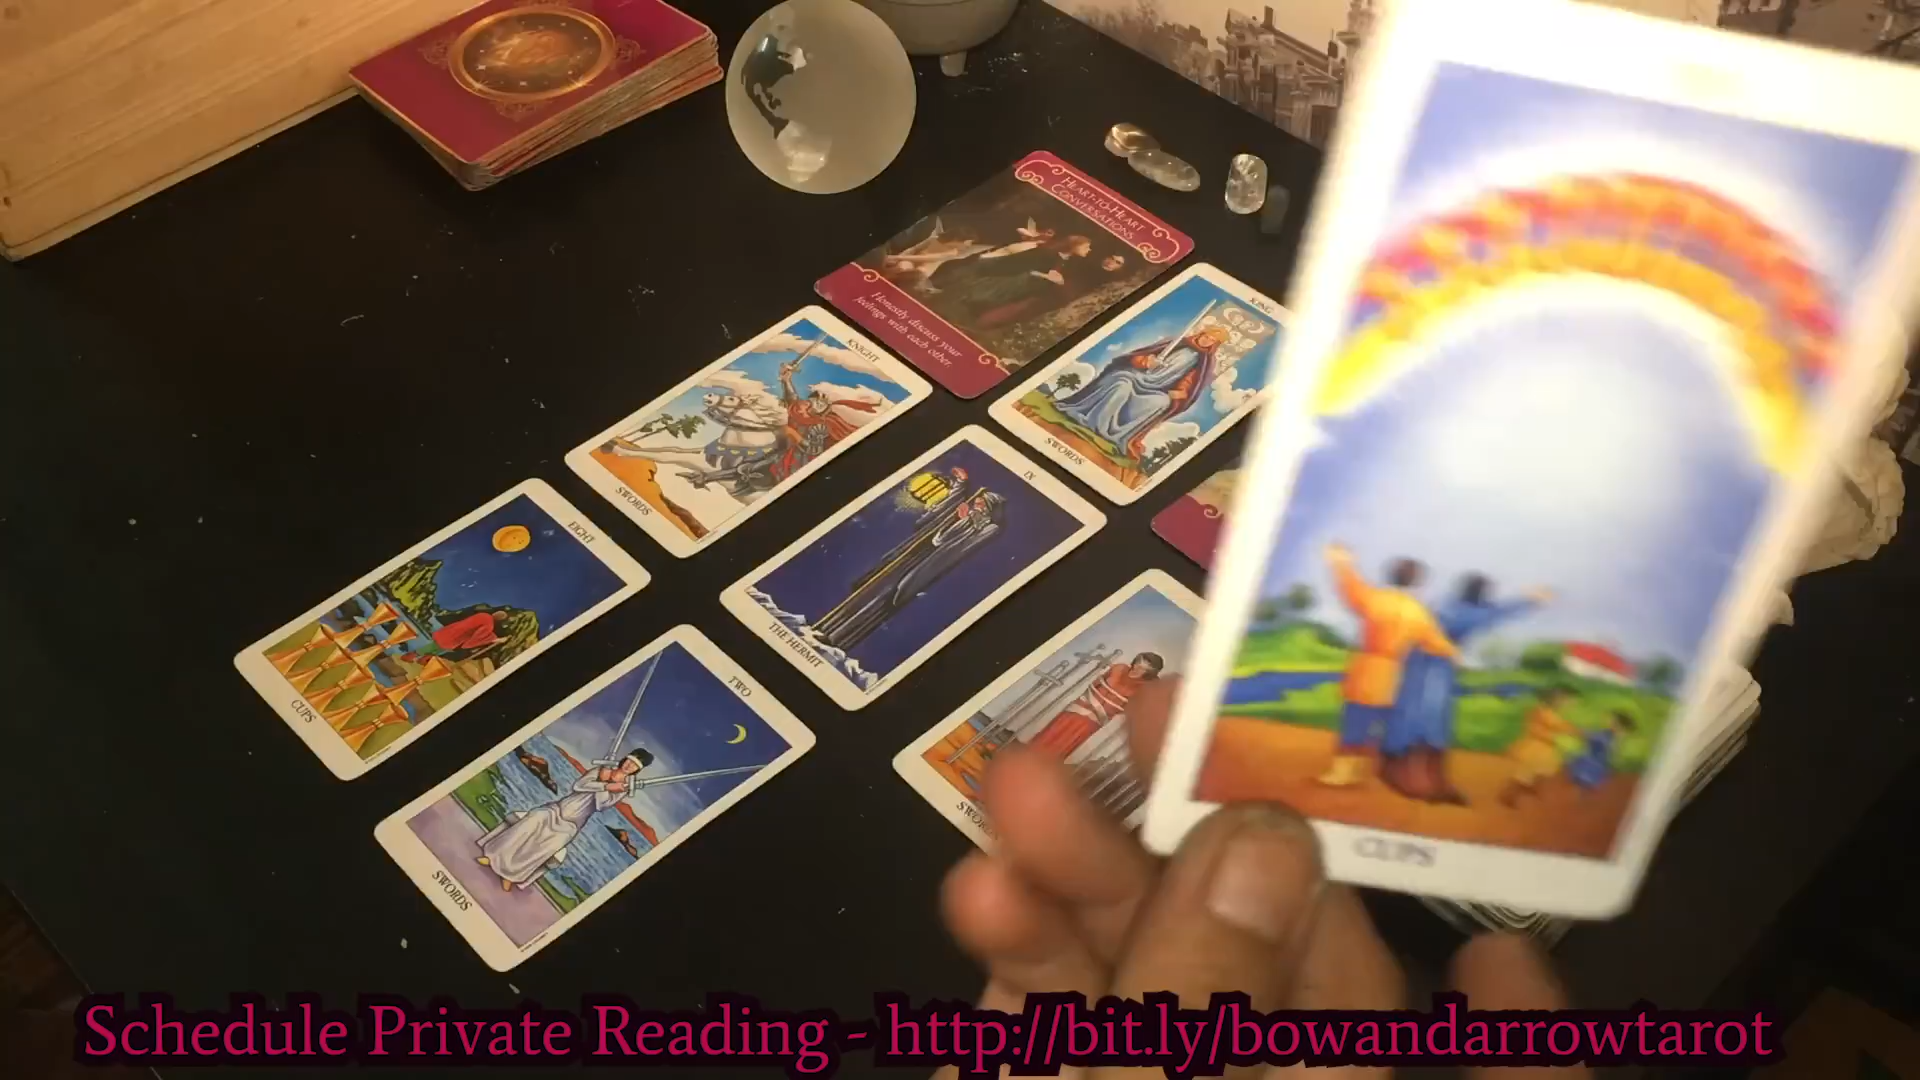 HEART-TO-HEART
CONVERSATIONS
Honestly discuss your
feelings with each other.
KING
SWORDS
KNIGHT
SWORDS
IX
THE HERMIT
EIGHT
CUPS
TWO
SWORDS
SWORDS
CUPS
Schedule Private Reading - http://bit.ly/bowandarrowtarot